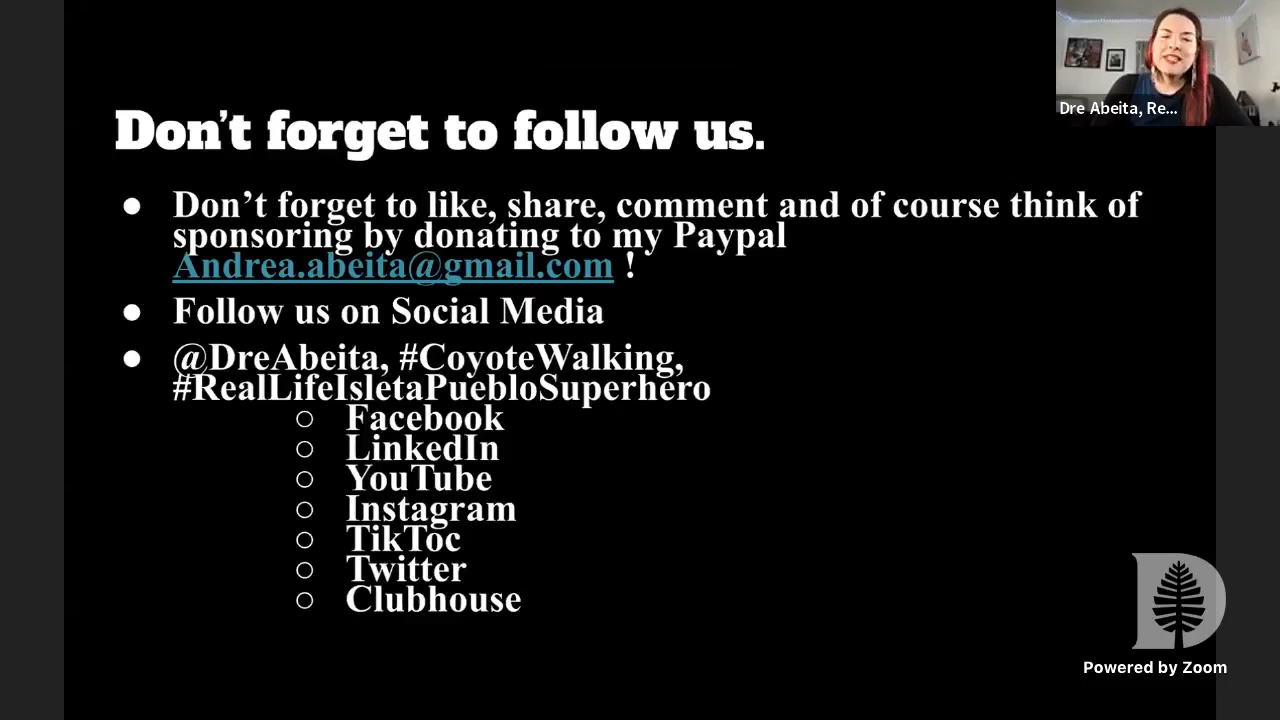 Dre Abeita, Re...
Don't forget to follow us.
● Don't forget to like, share, comment and of course think of
sponsoring by donating to my Paypal
Andrea.abeita@gmail.com !
● Follow us on Social Media
● @DreAbeita, #CoyoteWalking,
#RealLifeIsletaPuebloSuperhero
○ Facebook
○ LinkedIn
○ YouTube
○ Instagram
○ TikToc
○ Twitter
○ Clubhouse
D
Powered by Zoom